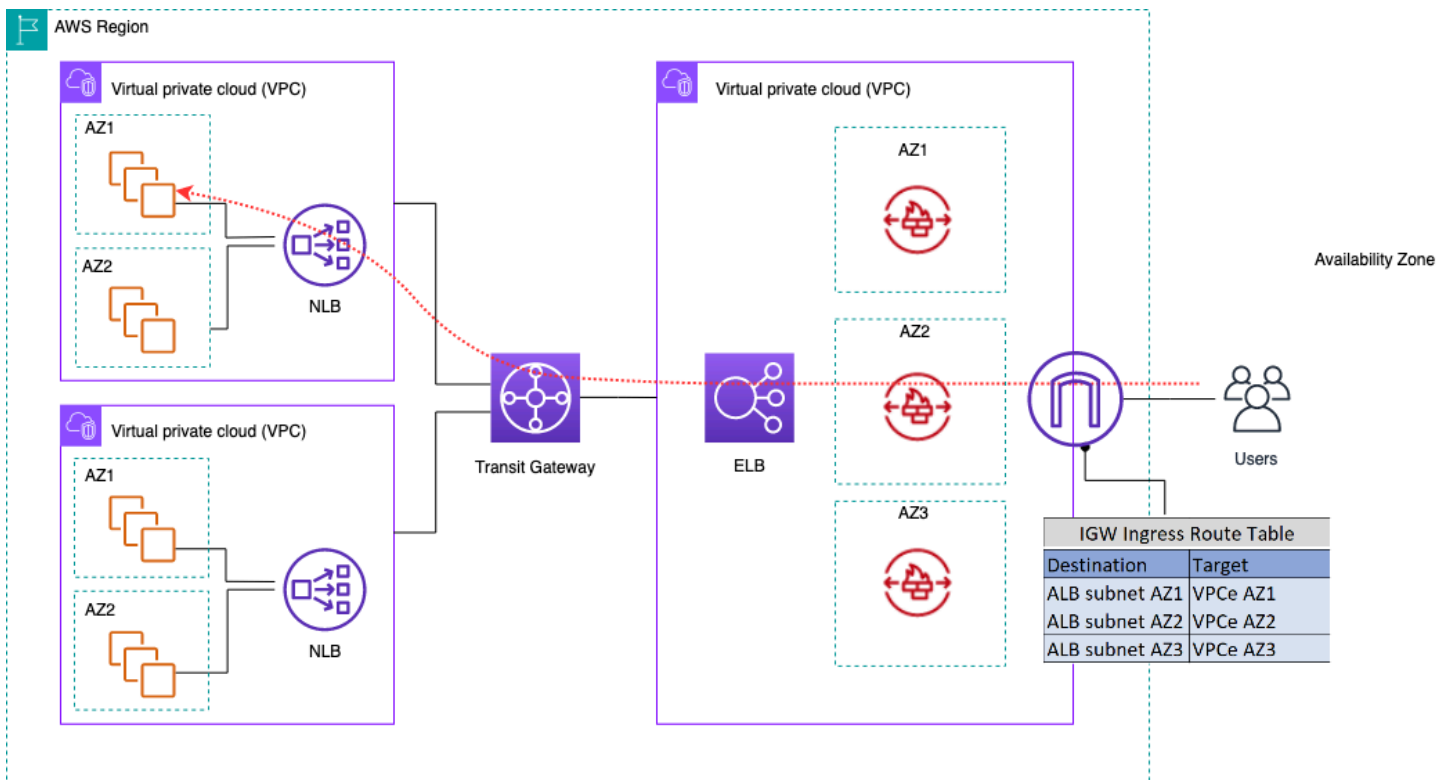 AWS Region
Virtual private cloud (VPC)
AZ1
AZ2
NLB
Virtual private cloud (VPC)
AZ1
AZ2
NLB
Transit Gateway
Virtual private cloud (VPC)
ELB
AZ1
AZ2
AZ3
Availability Zone
Users
IGW Ingress Route Table
Destination Target
ALB subnet AZ1 VPCe AZ1
ALB subnet AZ2 VPCe AZ2
ALB subnet AZ3 VPCe AZ3